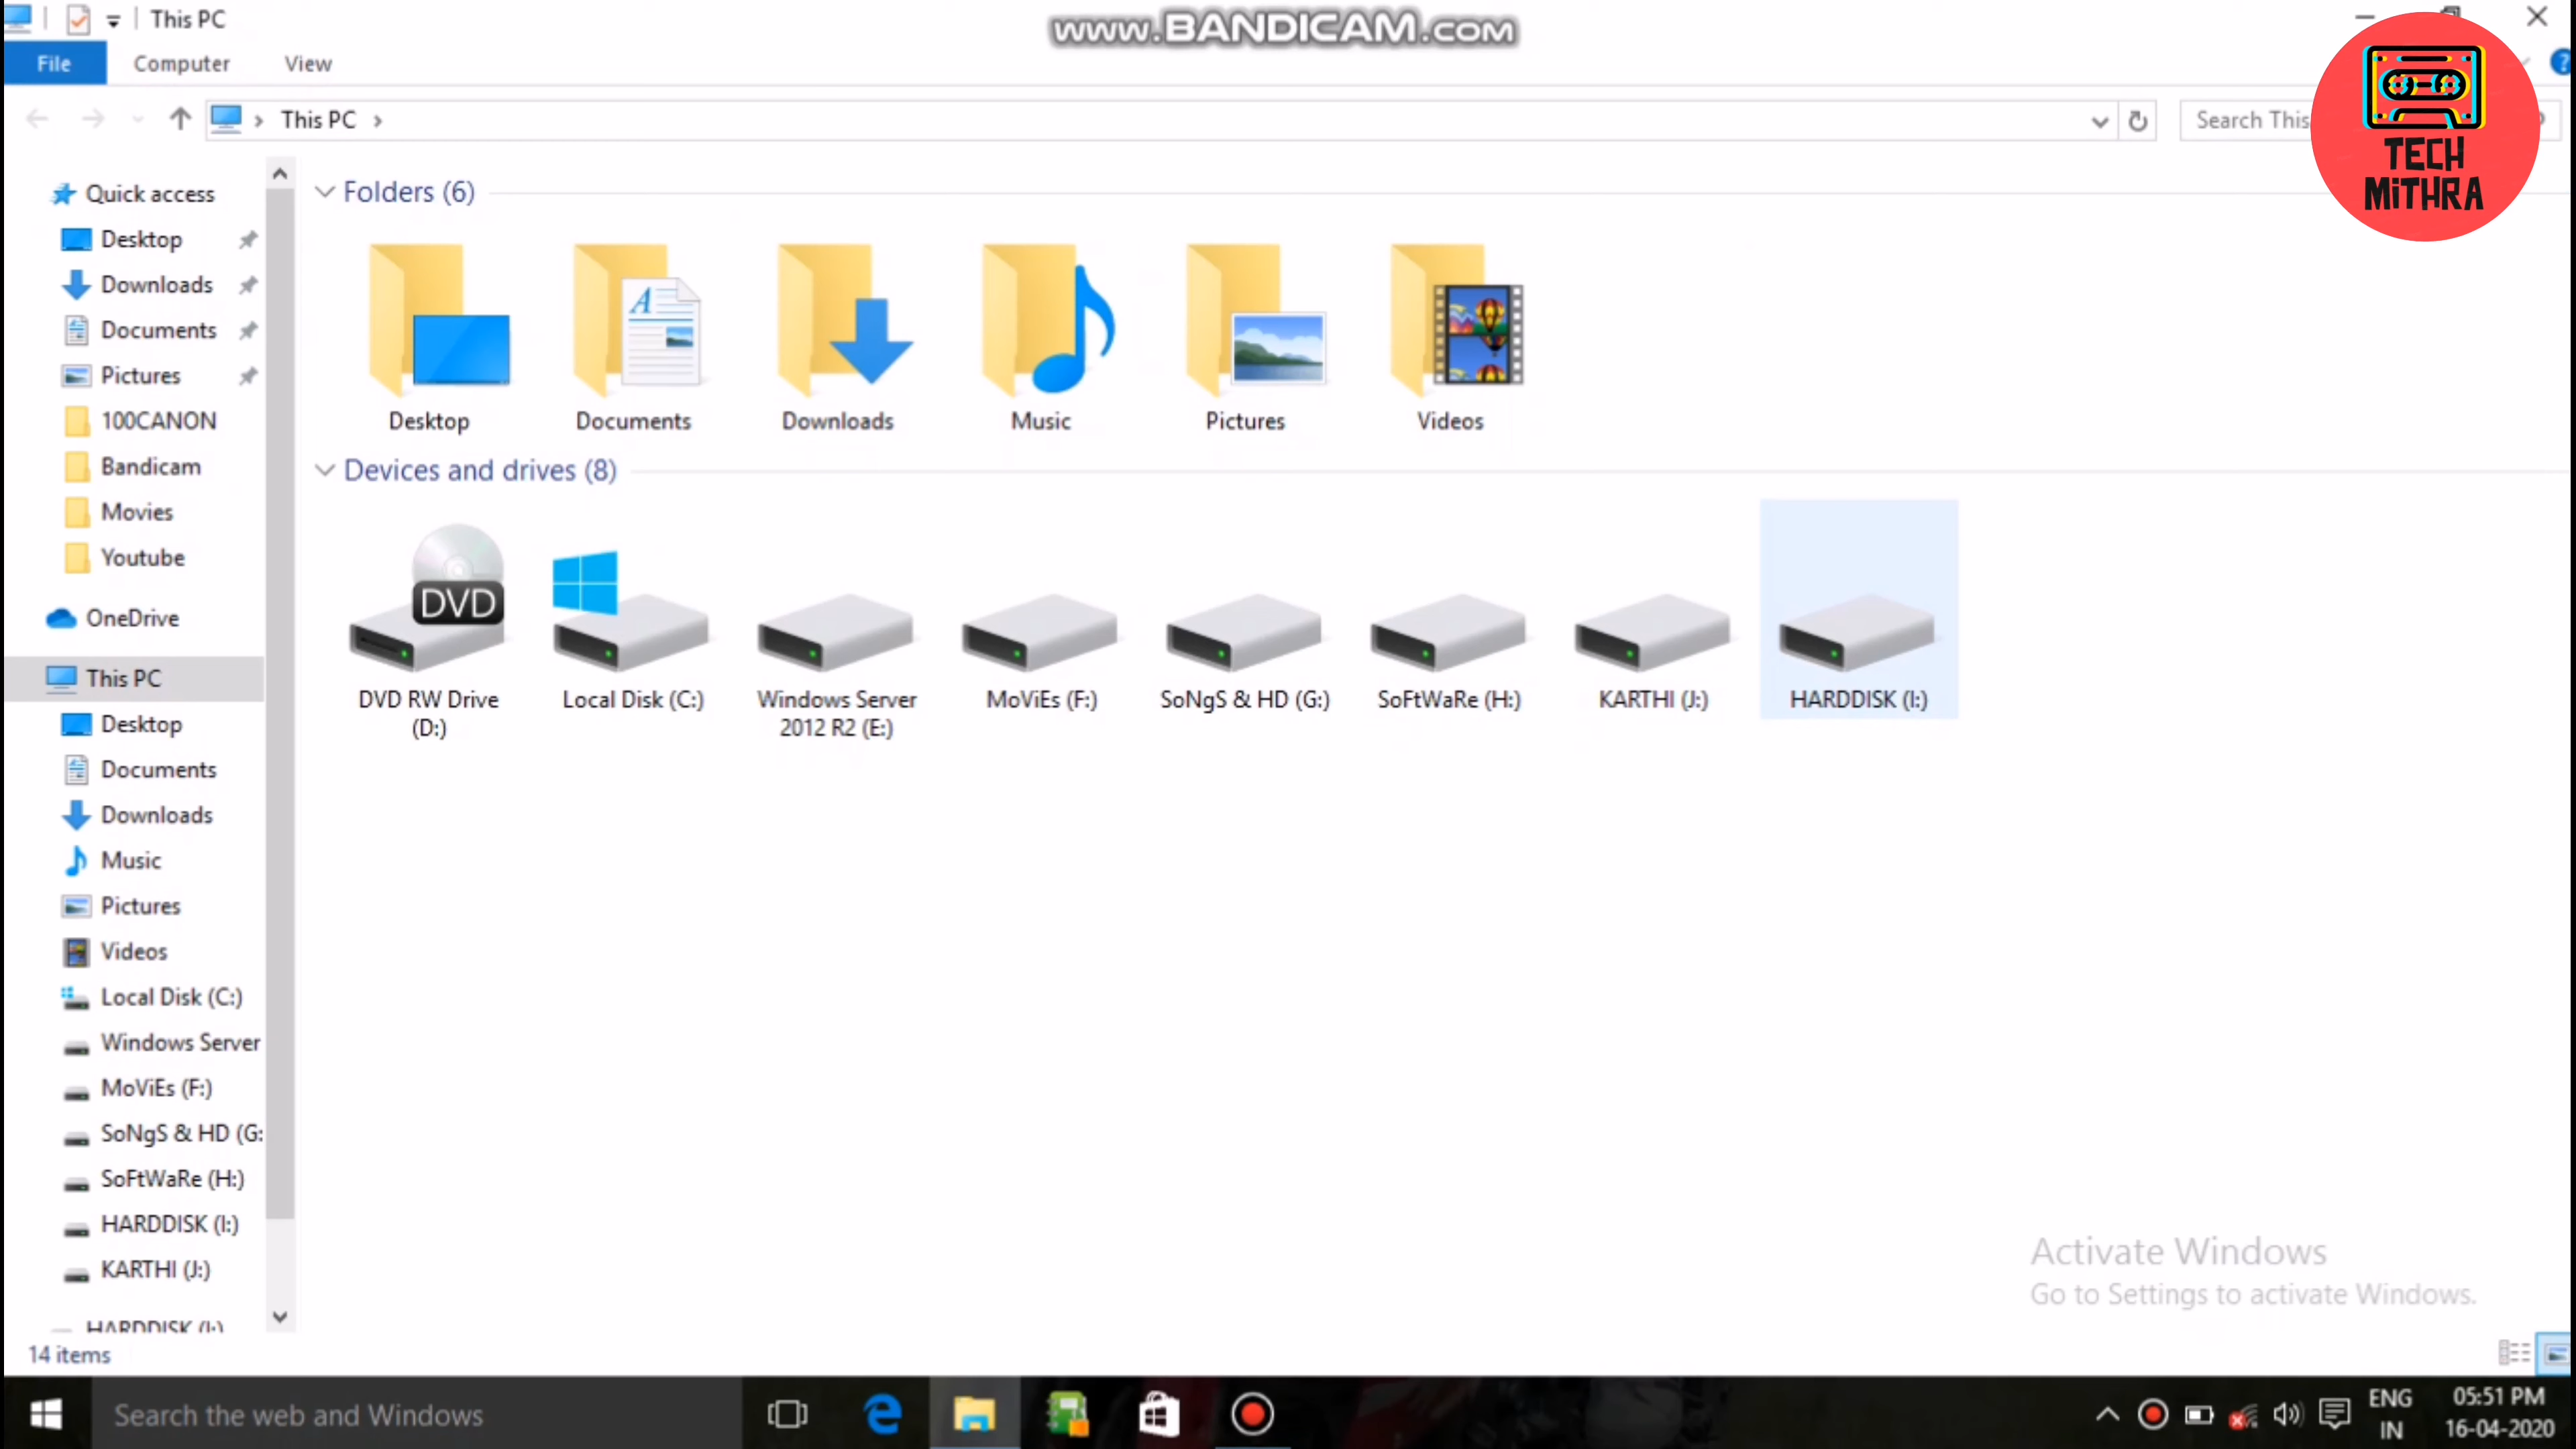 This PC
www.BANDICAM.com
File
Computer
View
This PC
Search This
TECH
MiTHRA
Quick access
Desktop
Downloads
Documents
Pictures
100CANON
Bandicam
Movies
Youtube
OneDrive
This PC
Desktop
Documents
Downloads
Music
Pictures
Videos
Local Disk (C:)
Windows Server
MoViEs (F:)
SoNgS & HD (G:
SoFtWaRe (H:)
HARDDISK (I:)
KARTHI (J:)
HARDDISK (I:)
Folders (6)
Desktop
Documents
Downloads
Music
Pictures
Videos
Devices and drives (8)
DVD
DVD RW Drive
(D:)
Local Disk (C:)
Windows Server
2012 R2 (E:)
MoViEs (F:)
SoNgS & HD (G:)
SoFtWaRe (H:)
KARTHI (J:)
HARDDISK (I:)
Activate Windows
Go to Settings to activate Windows.
14 items
Search the web and Windows
ENG
IN
05:51 PM
16-04-2020